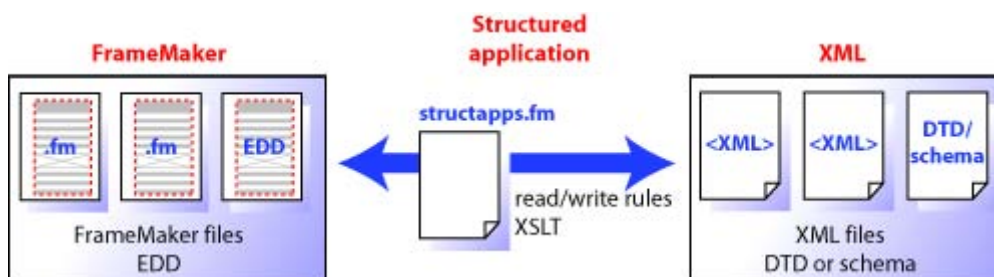 FrameMaker
Structured
application
XML
.fm
.fm
EDD
structapps.fm
<XML>
<XML>
DTD/
schema
read/write rules
XSLT
FrameMaker files
EDD
XML files
DTD or schema